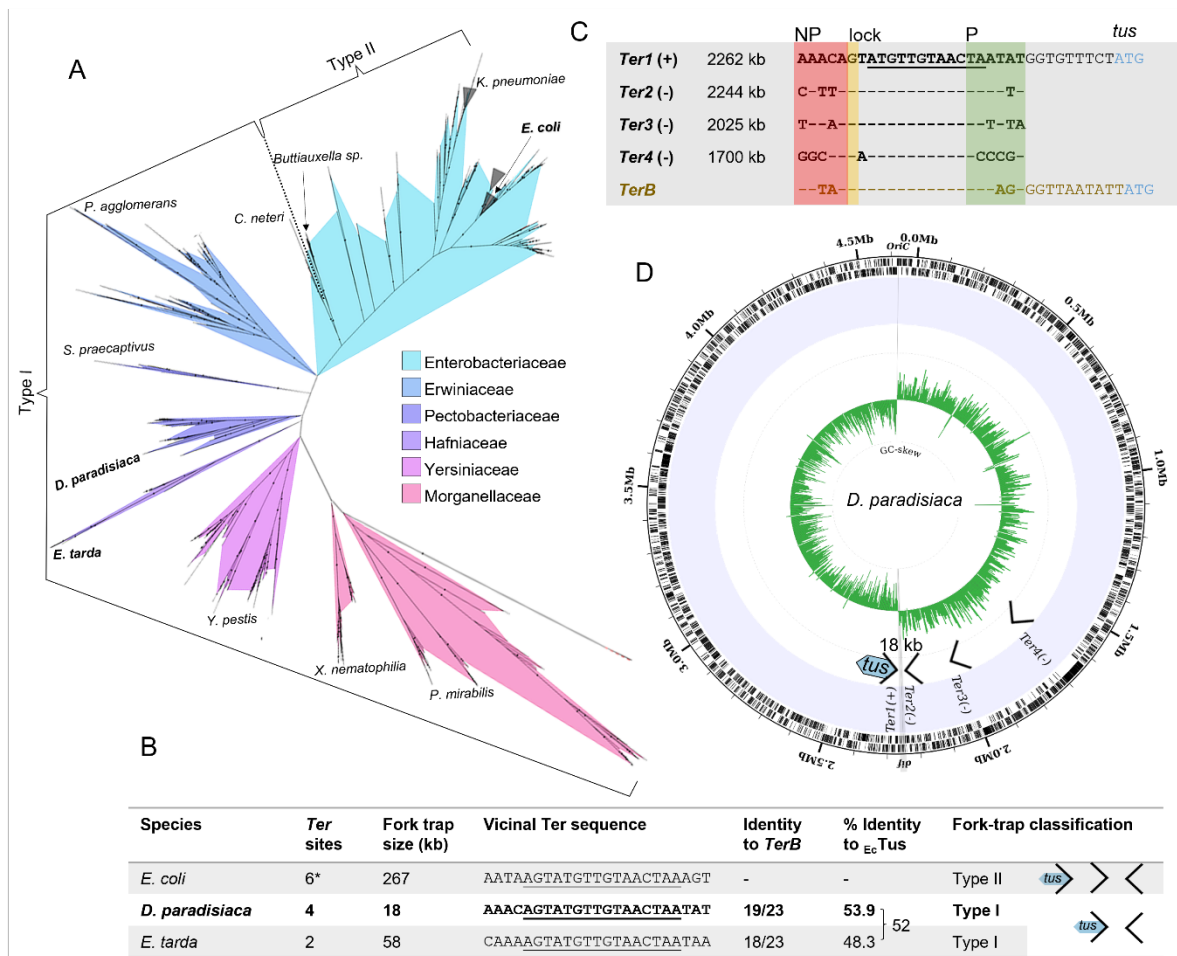 A
Type II
K. pneumoniae
E. coli
Buttiauxella sp.
C. neteri
P. agglomerans
S. praecaptivus
Type I
D. paradisiaca
E. tarda
Y. pestis
X. nematophilia
P. mirabilis
Enterobacteriaceae
Erwiniaceae
Pectobacteriaceae
Hafniaceae
Yersiniaceae
Morganellaceae
C
NP lock P tus
Ter1 (+) 2262 kb AAACAGTATGTTGTAACTAATATGGTGTTTCTATG
Ter2 (-) 2244 kb C-TT--------------T-
Ter3 (-) 2025 kb T--A------------T-TA
Ter4 (-) 1700 kb GGC--A---------CCCG-
TerB --TA-------------AG-GGTTAATATTATG
D
OriC
0.0Mb
0.5Mb
1.0Mb
1.5Mb
2.0Mb
2.5Mb
3.0Mb
3.5Mb
4.0Mb
4.5Mb
GC-skew
D. paradisiaca
18 kb
tus
Ter1(+)
Ter2(-)
Ter3(-)
Ter4(-)
dif
B
Species Ter sites Fork trap size (kb) Vicinal Ter sequence Identity to TerB % Identity to EcTus Fork-trap classification
E. coli 6* 267 AATAAGTATGTTGTAACTAAAGT - - Type II tus
D. paradisiaca 4 18 AAACAGTATGTTGTAACTAATAT 19/23 53.9 Type I
52 tus
E. tarda 2 58 CAAAAGTATGTTGTAACTAATAA 18/23 48.3 Type I